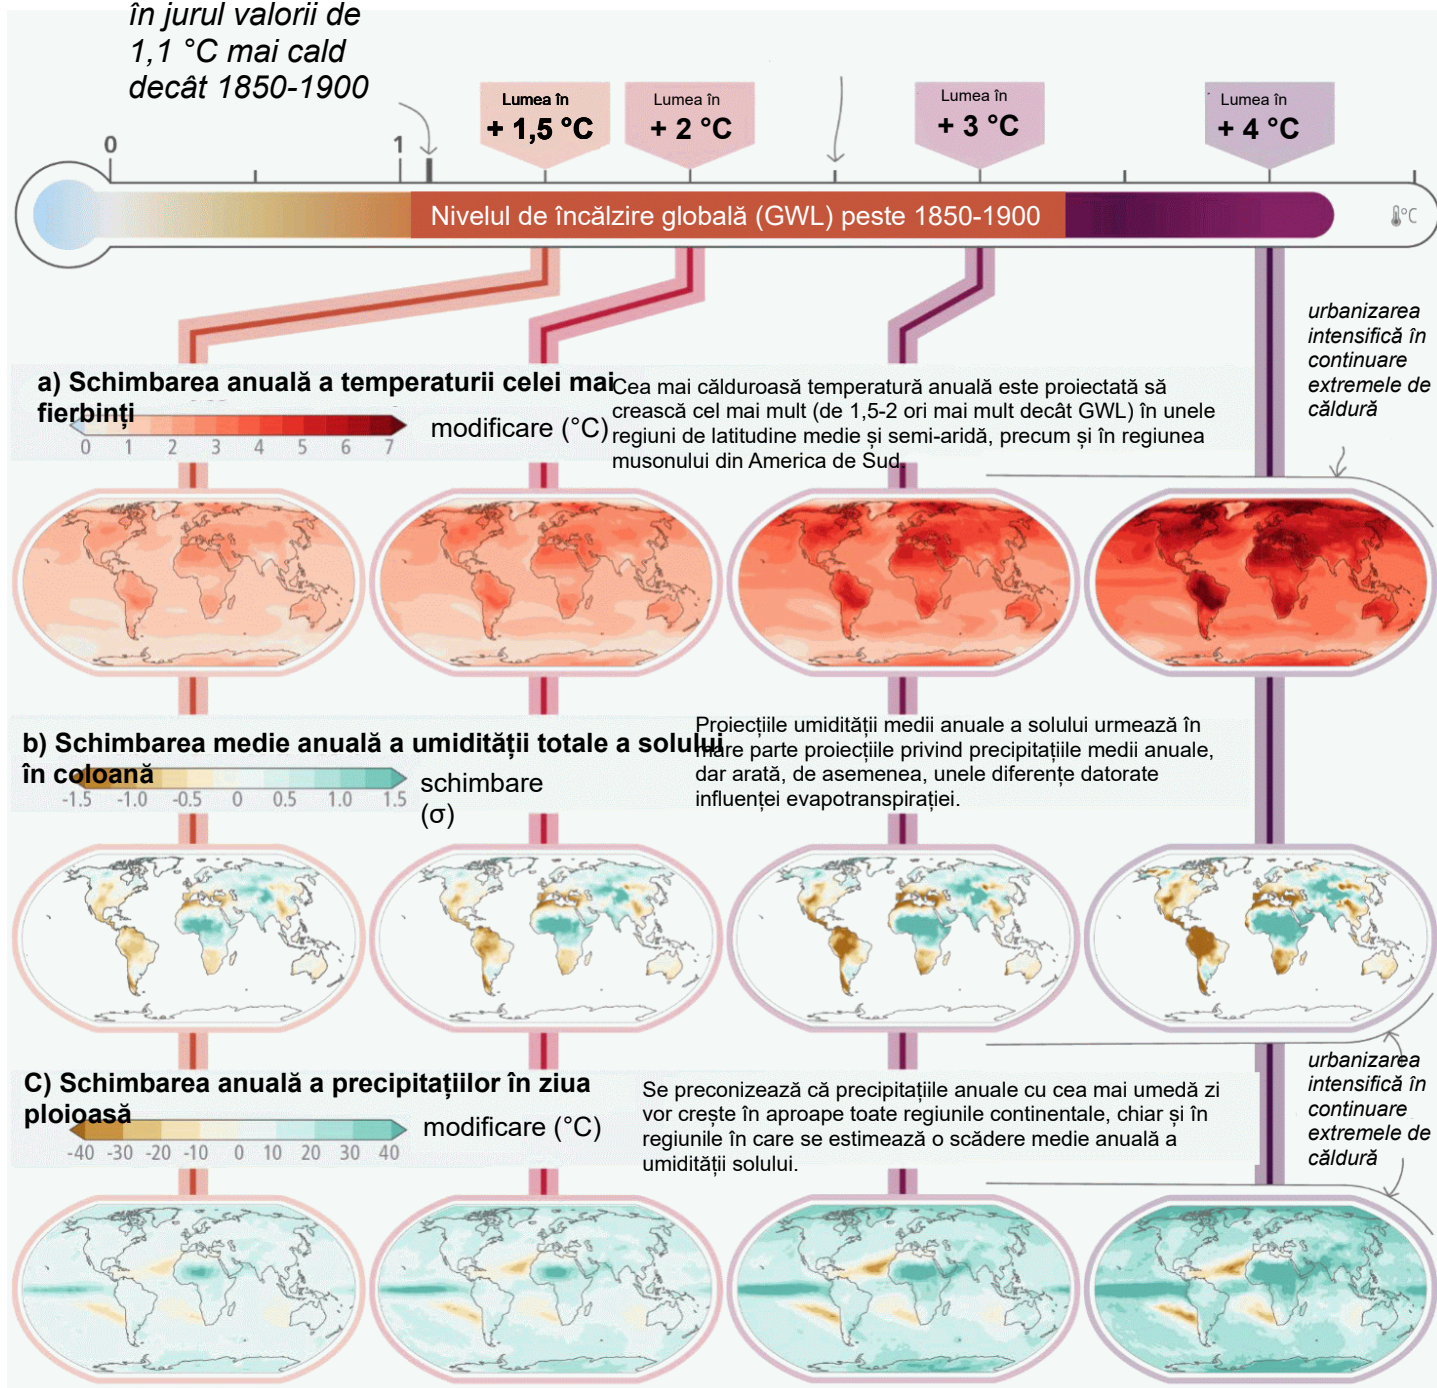 în jurul valorii de
1,1 °C mai cald
decât 1850-1900
Lumea în
+ 1,5 °C
Lumea în
+ 2 °C
Lumea în
+ 3 °C
Lumea în
+ 4 °C
0
1
Nivelul de încălzire globală (GWL) peste 1850-1900
°C
urbanizarea
intensifică în
continuare
extremele de
căldură
a) Schimbarea anuală a temperaturii celei mai
fierbinți
modificare (°C)
0 1 2 3 4 5 6 7
Cea mai călduroasă temperatură anuală este proiectată să
crească cel mai mult (de 1,5-2 ori mai mult decât GWL) în unele
regiuni de latitudine medie și semi-aridă, precum și în regiunea
musonului din America de Sud.
b) Schimbarea medie anuală a umidității totale a solului
în coloană
schimbare
(σ)
-1.5 -1.0 -0.5 0 0.5 1.0 1.5
Proiecțiile umidității medii anuale a solului urmează în
mare parte proiecțiile privind precipitațiile medii anuale,
dar arată, de asemenea, unele diferențe datorate
influenței evapotranspirației.
C) Schimbarea anuală a precipitațiilor în ziua
ploioasă
modificare (°C)
-40 -30 -20 -10 0 10 20 30 40
Se preconizează că precipitațiile anuale cu cea mai umedă zi
vor crește în aproape toate regiunile continentale, chiar și în
regiunile în care se estimează o scădere medie anuală a
umidității solului.
urbanizarea
intensifică în
continuare
extremele de
căldură